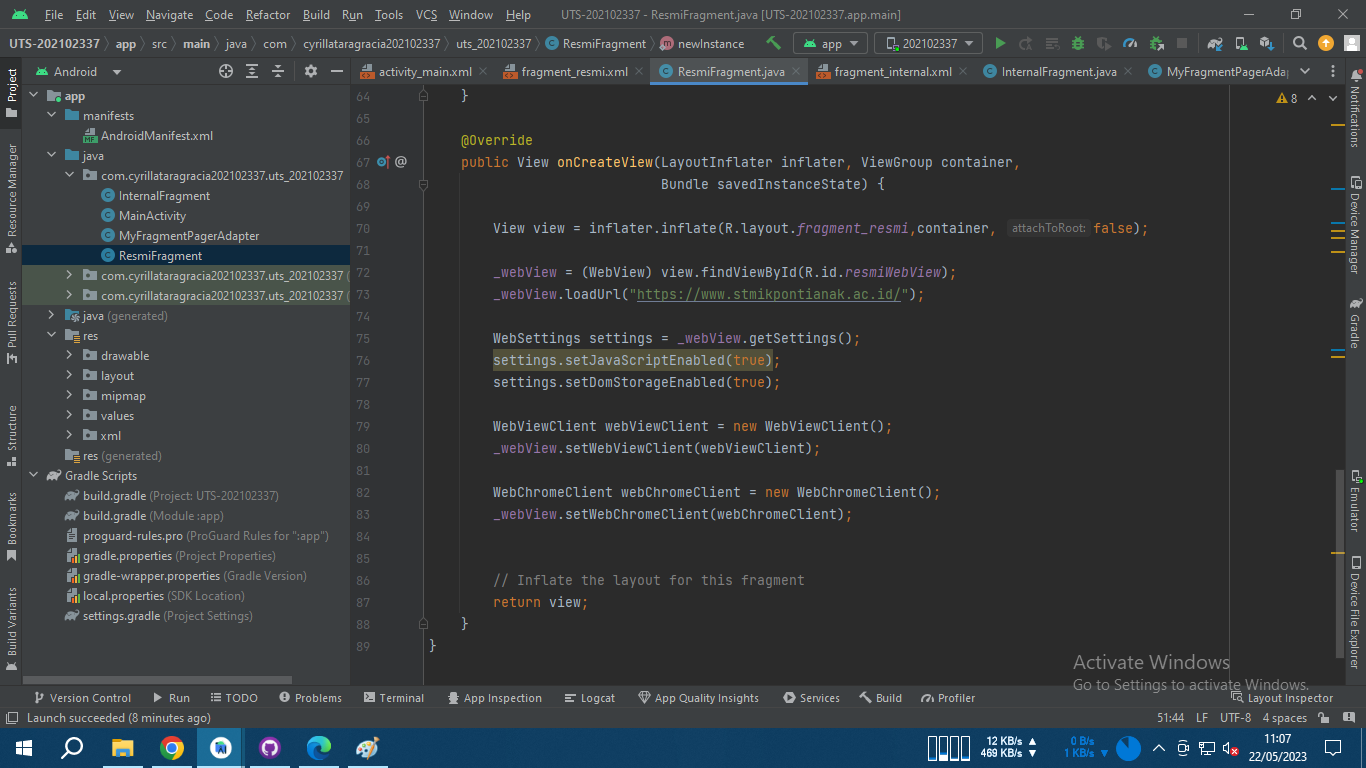 File Edit View Navigate Code Refactor Build Run Tools VCS Window Help UTS-202102337 - ResmiFragment.java [UTS-202102337.app.main]
UTS-202102337 app src main java com cyrillataragracia202102337 uts_202102337 ResmiFragment newInstance app 202102337
Android
activity_main.xml fragment_resmi.xml ResmiFragment.java fragment_internal.xml InternalFragment.java MyFragmentPagerAda
Project
Resource Manager
Pull Requests
Structure
Bookmarks
Build Variants
app
manifests
AndroidManifest.xml
java
com.cyrillataragracia202102337.uts_202102337
InternalFragment
MainActivity
MyFragmentPagerAdapter
ResmiFragment
com.cyrillataragracia202102337.uts_202102337 (
com.cyrillataragracia202102337.uts_202102337 (
java (generated)
res
drawable
layout
mipmap
values
xml
res (generated)
Gradle Scripts
build.gradle (Project: UTS-202102337)
build.gradle (Module :app)
proguard-rules.pro (ProGuard Rules for ":app")
gradle.properties (Project Properties)
gradle-wrapper.properties (Gradle Version)
local.properties (SDK Location)
settings.gradle (Project Settings)
8
64 }
65
66 @Override
67 @ public View onCreateView(LayoutInflater inflater, ViewGroup container,
68 Bundle savedInstanceState) {
69
70 View view = inflater.inflate(R.layout.fragment_resmi,container, attachToRoot: false);
71
72 _webView = (WebView) view.findViewById(R.id.resmiWebView);
73 _webView.loadUrl("https://www.stmikpontianak.ac.id/");
74
75 WebSettings settings = _webView.getSettings();
76 settings.setJavaScriptEnabled(true);
77 settings.setDomStorageEnabled(true);
78
79 WebViewClient webViewClient = new WebViewClient();
80 _webView.setWebViewClient(webViewClient);
81
82 WebChromeClient webChromeClient = new WebChromeClient();
83 _webView.setWebChromeClient(webChromeClient);
84
85
86 // Inflate the layout for this fragment
87 return view;
88 }
89 }
Notifications
Device Manager
Gradle
Emulator
Device File Explorer
Activate Windows
Go to Settings to activate Windows.
Version Control Run TODO Problems Terminal App Inspection Logcat App Quality Insights Services Build Profiler Layout Inspector
Launch succeeded (8 minutes ago) 51:44 LF UTF-8 4 spaces
12 KB/s 0 B/s 11:07
469 KB/s 1 KB/s 22/05/2023